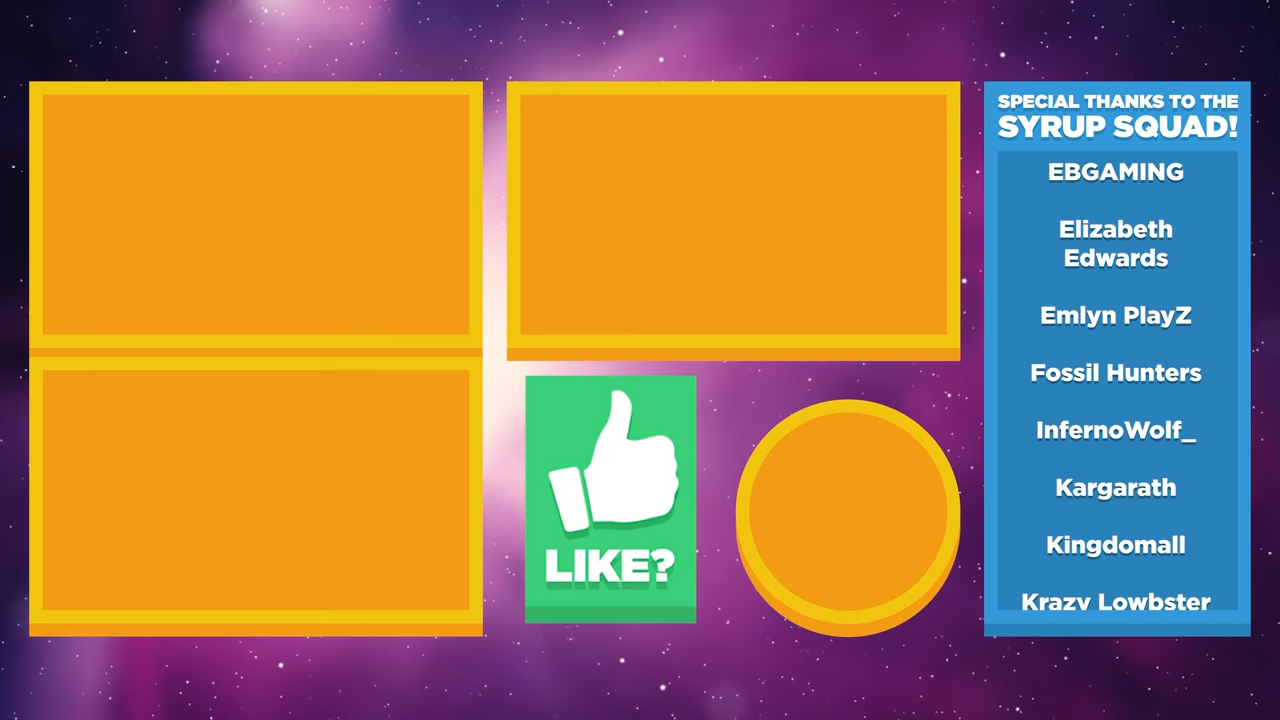 SPECIAL THANKS TO THE
SYRUP SQUAD!
EBGAMING
Elizabeth
Edwards
Emlyn PlayZ
Fossil Hunters
InfernoWolf_
Kargarath
Kingdomall
Krazy Lowbster
LIKE?